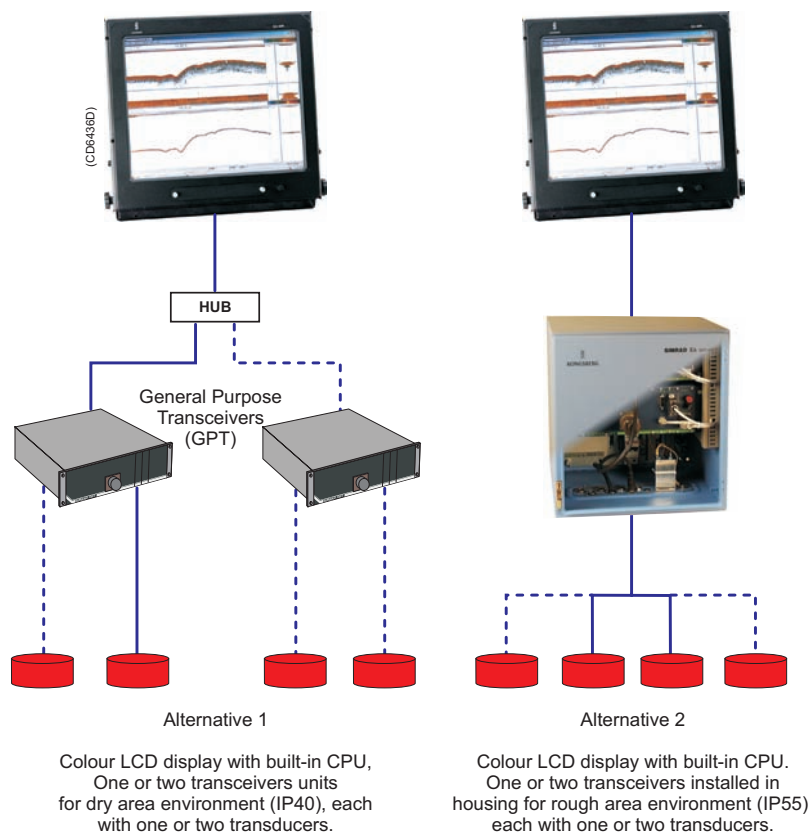 (CD6436D)
HUB
General Purpose
Transceivers
(GPT)
KONGSBERG
SIMRAD EA
Alternative 1
Colour LCD display with built-in CPU,
One or two transceivers units
for dry area environment (IP40), each
with one or two transducers.
Alternative 2
Colour LCD display with built-in CPU.
One or two transceivers installed in
housing for rough area environment (IP55)
each with one or two transducers.